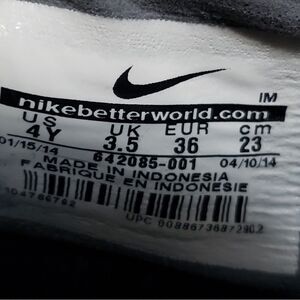 IM
nikebetterworld.com
US UK EUR cm
4Y 3.5 36 23
01/15/14 642085-001 04/10/14
MADE IN INDONESIA
FABRIQUE EN INDONESIE